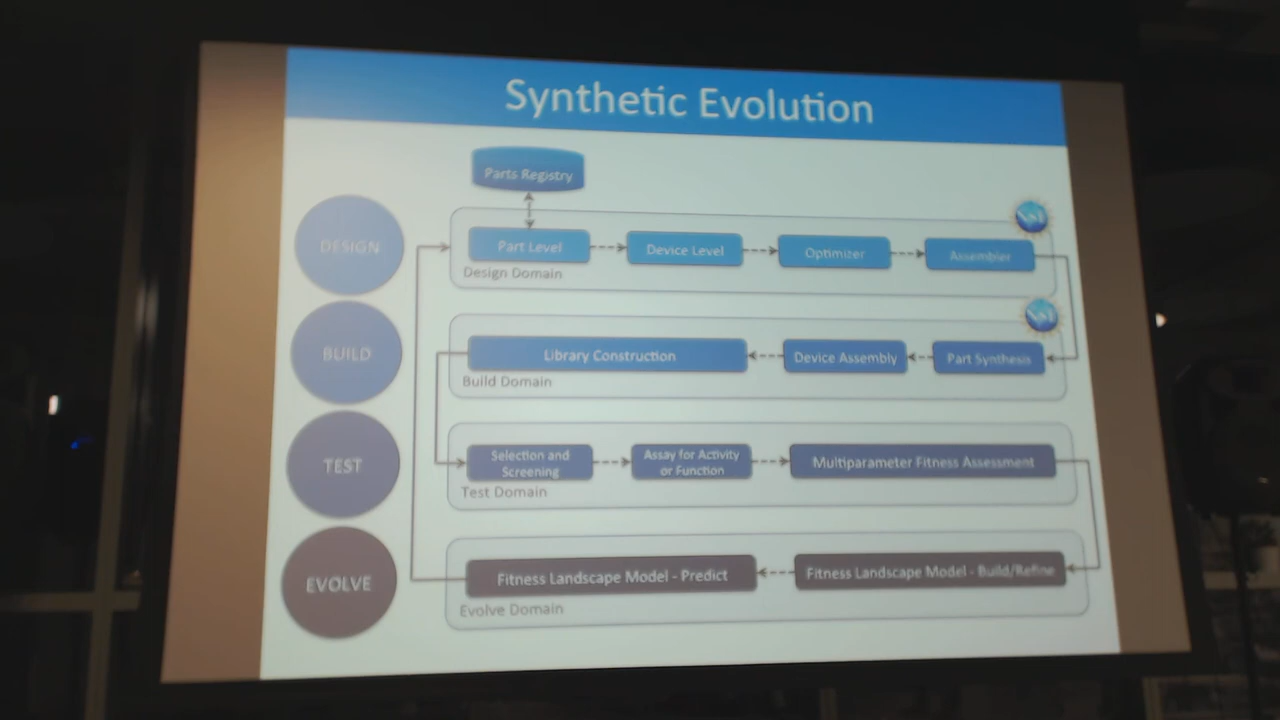 Synthetic Evolution
Parts Registry
DESIGN
Part Level
Device Level
Optimizer
Assembler
Design Domain
BUILD
Library Construction
Device Assembly
Part Synthesis
Build Domain
TEST
Selection and
Screening
Assay for Activity
or Function
Multiparameter Fitness Assessment
Test Domain
EVOLVE
Fitness Landscape Model - Predict
Fitness Landscape Model - Build/Refine
Evolve Domain